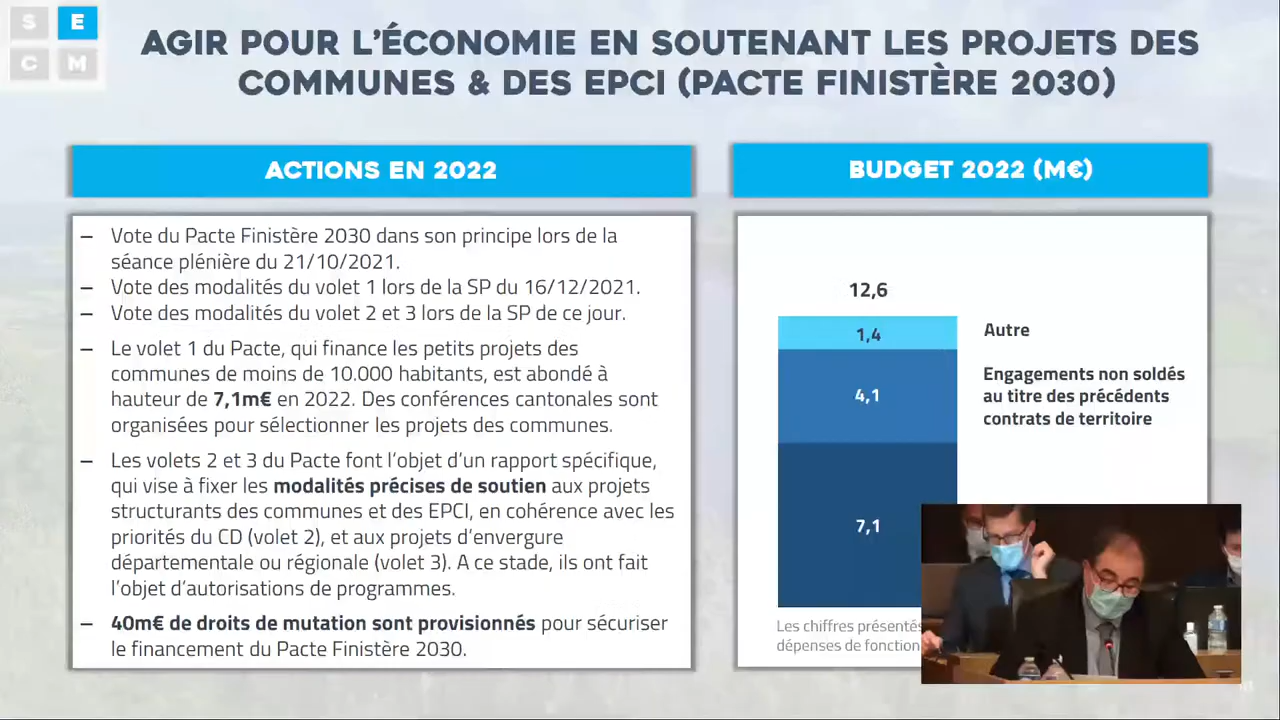 S E
C M
AGIR POUR L'ÉCONOMIE EN SOUTENANT LES PROJETS DES
COMMUNES & DES EPCI (PACTE FINISTÈRE 2030)
ACTIONS EN 2022
– Vote du Pacte Finistère 2030 dans son principe lors de la
séance plénière du 21/10/2021.
– Vote des modalités du volet 1 lors de la SP du 16/12/2021.
– Vote des modalités du volet 2 et 3 lors de la SP de ce jour.
– Le volet 1 du Pacte, qui finance les petits projets des
communes de moins de 10.000 habitants, est abondé à
hauteur de 7,1m€ en 2022. Des conférences cantonales sont
organisées pour sélectionner les projets des communes.
– Les volets 2 et 3 du Pacte font l'objet d'un rapport spécifique,
qui vise à fixer les modalités précises de soutien aux projets
structurants des communes et des EPCI, en cohérence avec les
priorités du CD (volet 2), et aux projets d'envergure
départementale ou régionale (volet 3). A ce stade, ils ont fait
l'objet d'autorisations de programmes.
– 40m€ de droits de mutation sont provisionnés pour sécuriser
le financement du Pacte Finistère 2030.
BUDGET 2022 (M€)
12,6
1,4
Autre
4,1
Engagements non soldés
au titre des précédents
contrats de territoire
7,1
Les chiffres présentés
dépenses de fonction